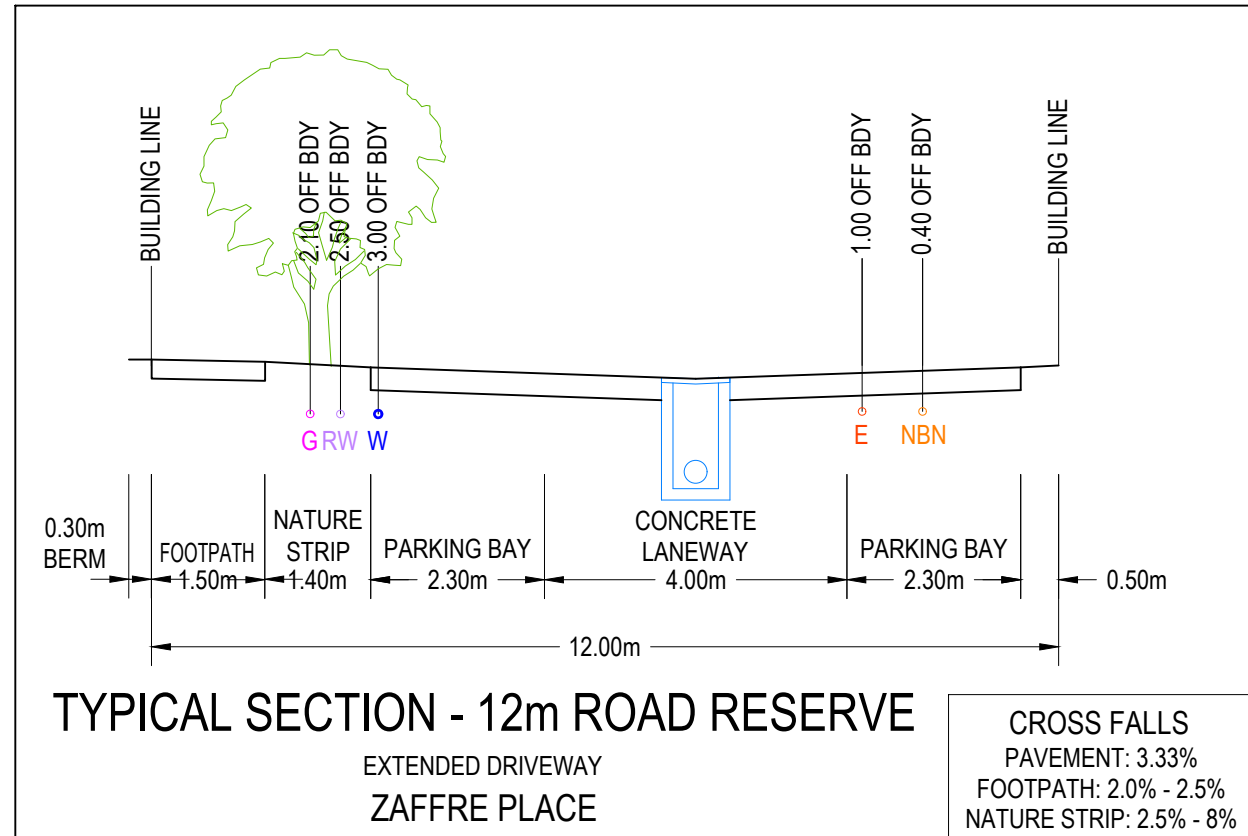 BUILDING LINE
2.10 OFF BDY
2.50 OFF BDY
3.00 OFF BDY
1.00 OFF BDY
0.40 OFF BDY
BUILDING LINE
G
RW
W
E
NBN
0.30m
BERM
FOOTPATH
1.50m
NATURE
STRIP
1.40m
PARKING BAY
2.30m
CONCRETE
LANEWAY
4.00m
PARKING BAY
2.30m
0.50m
12.00m
TYPICAL SECTION - 12m ROAD RESERVE
EXTENDED DRIVEWAY
ZAFFRE PLACE
CROSS FALLS
PAVEMENT: 3.33%
FOOTPATH: 2.0% - 2.5%
NATURE STRIP: 2.5% - 8%